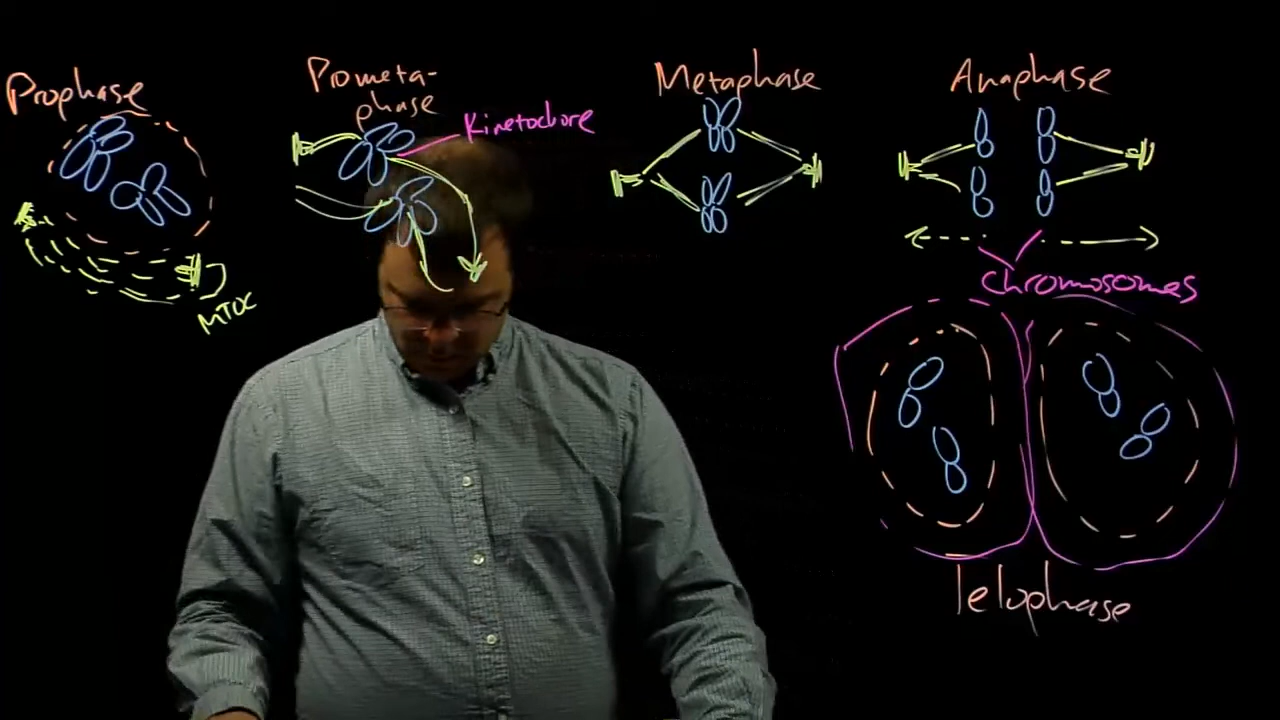 Prophase
Prometa-
phase
Kinetochore
Metaphase
Anaphase
MTOC
Chromosomes
Telophase